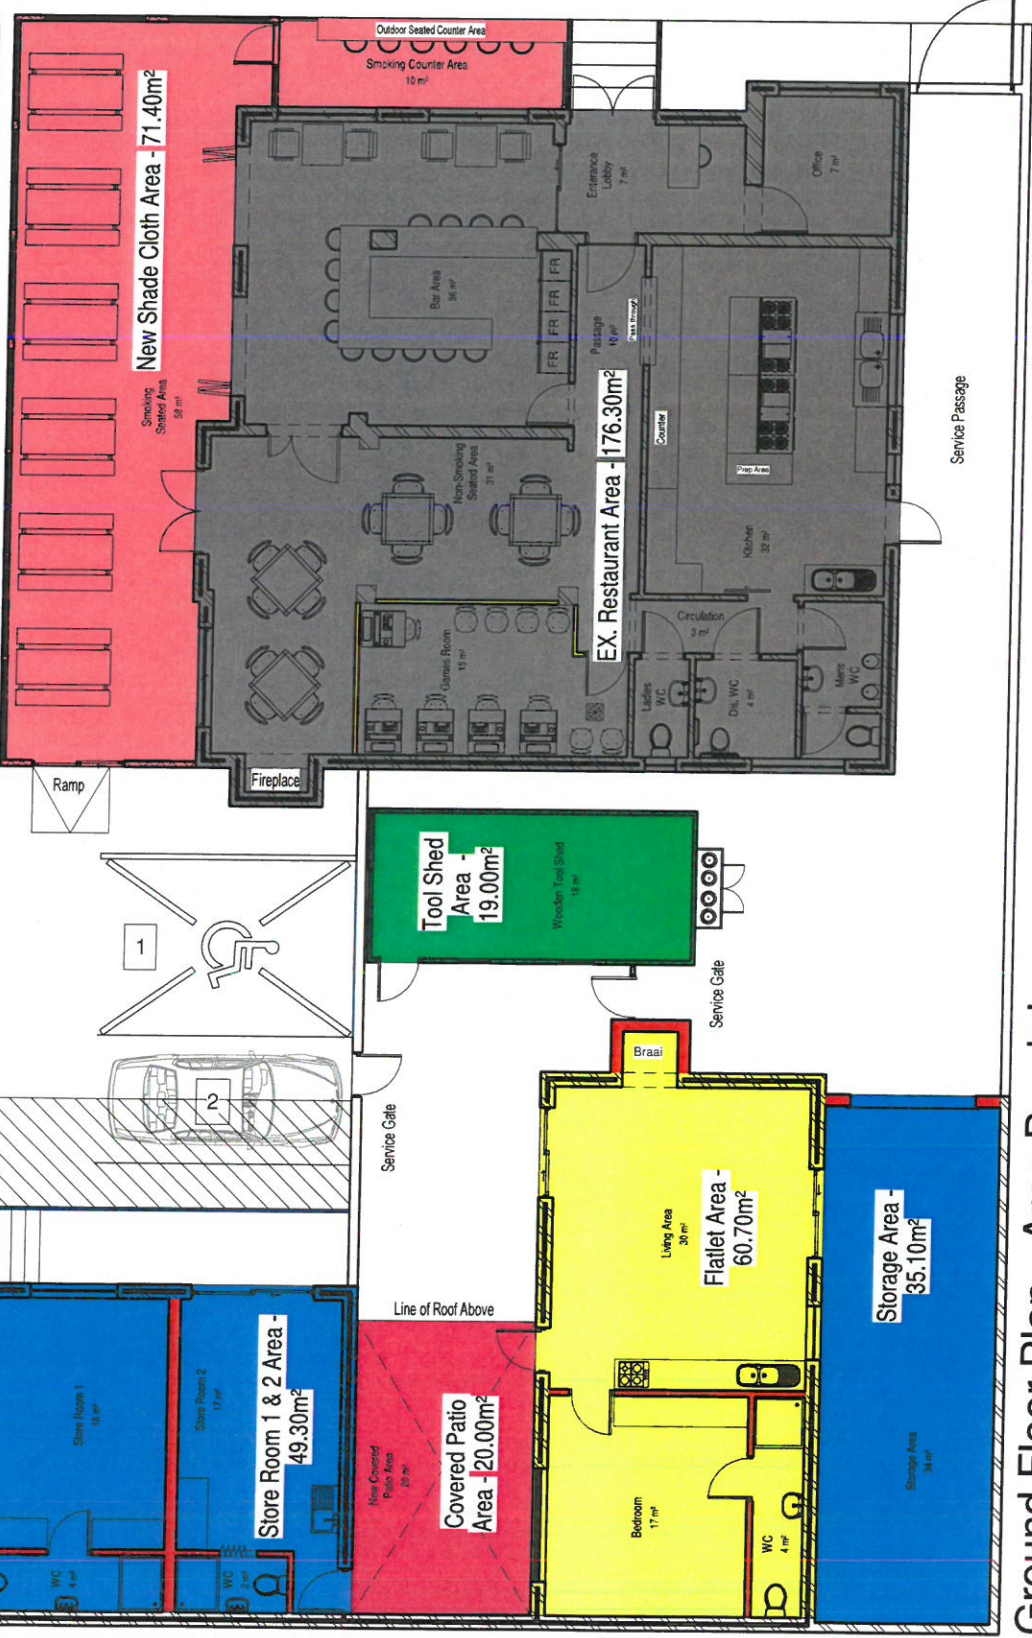 Outdoor Seated Counter Area
Smoking Counter Area
10 m²
New Shade Cloth Area - 71.40m²
Smoking
Seated Area
58 m²
Bar Area
36 m²
FR FR FR FR
Enterance
Lobby
7 m²
Office
7 m²
Passage
10 m²
Pass through
Non-Smoking
Seated Area
31 m²
EX. Restaurant Area - 176.30m²
Counter
Prep Area
Kitchen
32 m²
Service Passage
Games Room
15 m²
Circulation
3 m²
Ladies
WC
Dis. WC
4 m²
Mens
WC
Fireplace
Ramp
1
2
Tool Shed
Area -
19.00m²
Wooden Tool Shed
18 m²
Service Gate
Service Gate
Braai
Line of Roof Above
Living Area
30 m²
Flatlet Area -
60.70m²
Storage Area -
35.10m²
Storage Area
34 m²
Store Room 1
18 m²
Store Room 2
17 m²
Store Room 1 & 2 Area -
49.30m²
WC
4 m²
WC
2 m²
New Covered
Patio Area
20 m²
Covered Patio
Area - 20.00m²
Bedroom
17 m²
WC
4 m²
Ground Floor Plan - Area